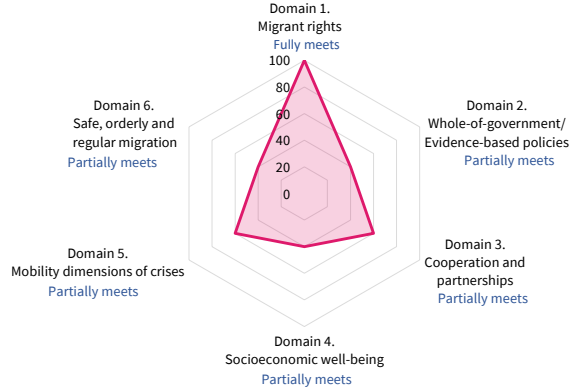 Domain 1.
Migrant rights
Fully meets
100
80
60
40
20
0
Domain 2.
Whole-of-government/
Evidence-based policies
Partially meets
Domain 3.
Cooperation and
partnerships
Partially meets
Domain 4.
Socioeconomic well-being
Partially meets
Domain 5.
Mobility dimensions of crises
Partially meets
Domain 6.
Safe, orderly and
regular migration
Partially meets